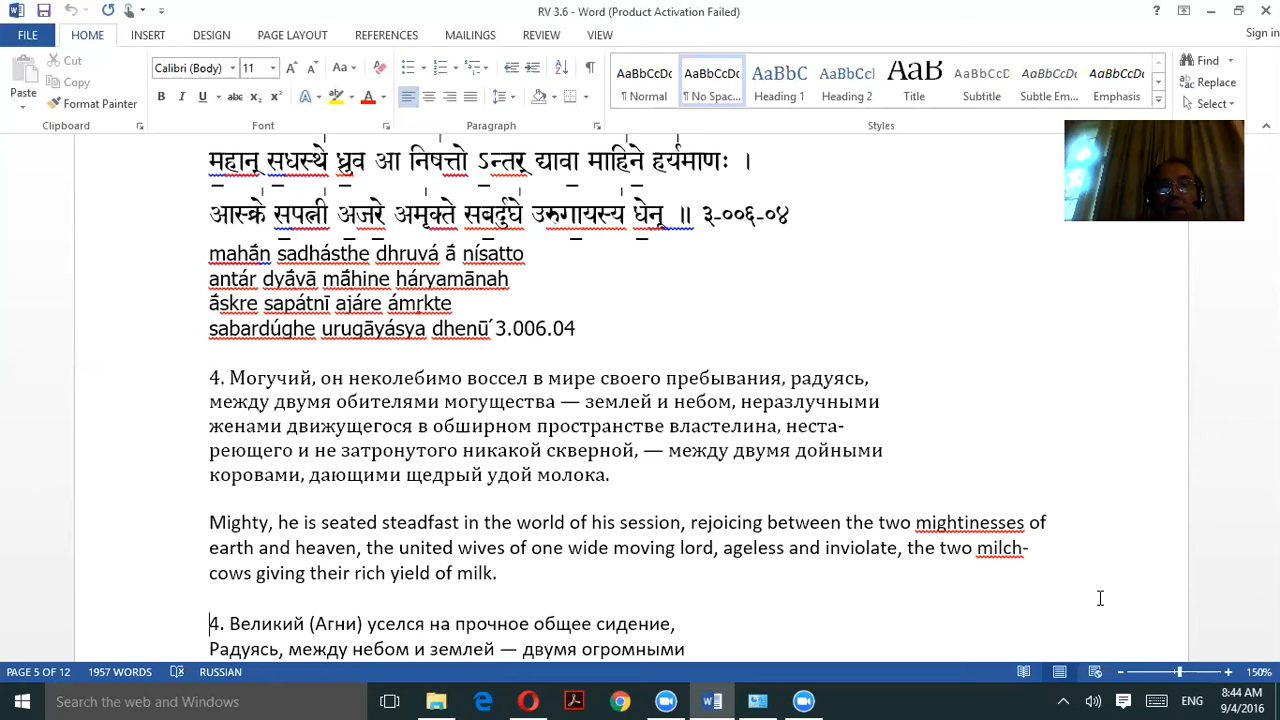 RV 3.6 - Word (Product Activation Failed)
Sign in
FILE HOME INSERT DESIGN PAGE LAYOUT REFERENCES MAILINGS REVIEW VIEW
Paste Cut Copy Format Painter
Calibri (Body) 11
AaBbCcDc AaBbCcDc AaBbC AaBbCc AaB AaBbCcD AaBbCcDc AaBbCcDc
¶ Normal ¶ No Spac... Heading 1 Heading 2 Title Subtitle Subtle Em... Emphasis
Find Replace Select
Clipboard Font Paragraph Styles
महान् सधस्थे ध्रुव आ निषत्तो ऽन्तर् द्यावा माहिने हर्यमाणः ।
आस्क्रे सपत्नी अजरे अमृक्ते सबर्दुघे उरुगायस्य धेनू ॥ ३-००६-०४
mahā́n sadhásthe dhruvá ā́ níṣatto
antár dyā́vā mā́hine háryamāṇaḥ
ā́skre sapátnī ajáre ámṛkte
sabardúghe urugāyásya dhenū́ 3.006.04
4. Могучий, он неколебимо воссел в мире своего пребывания, радуясь,
между двумя обителями могущества — землей и небом, неразлучными
женами движущегося в обширном пространстве властелина, неста-
реющего и не затронутого никакой скверной, — между двумя дойными
коровами, дающими щедрый удой молока.
Mighty, he is seated steadfast in the world of his session, rejoicing between the two mightinesses of
earth and heaven, the united wives of one wide moving lord, ageless and inviolate, the two milch-
cows giving their rich yield of milk.
4. Великий (Агни) уселся на прочное общее сидение,
Радуясь, между небом и землей — двумя огромными
PAGE 5 OF 12 1957 WORDS RUSSIAN 150%
Search the web and Windows
ENG
8:44 AM
9/4/2016